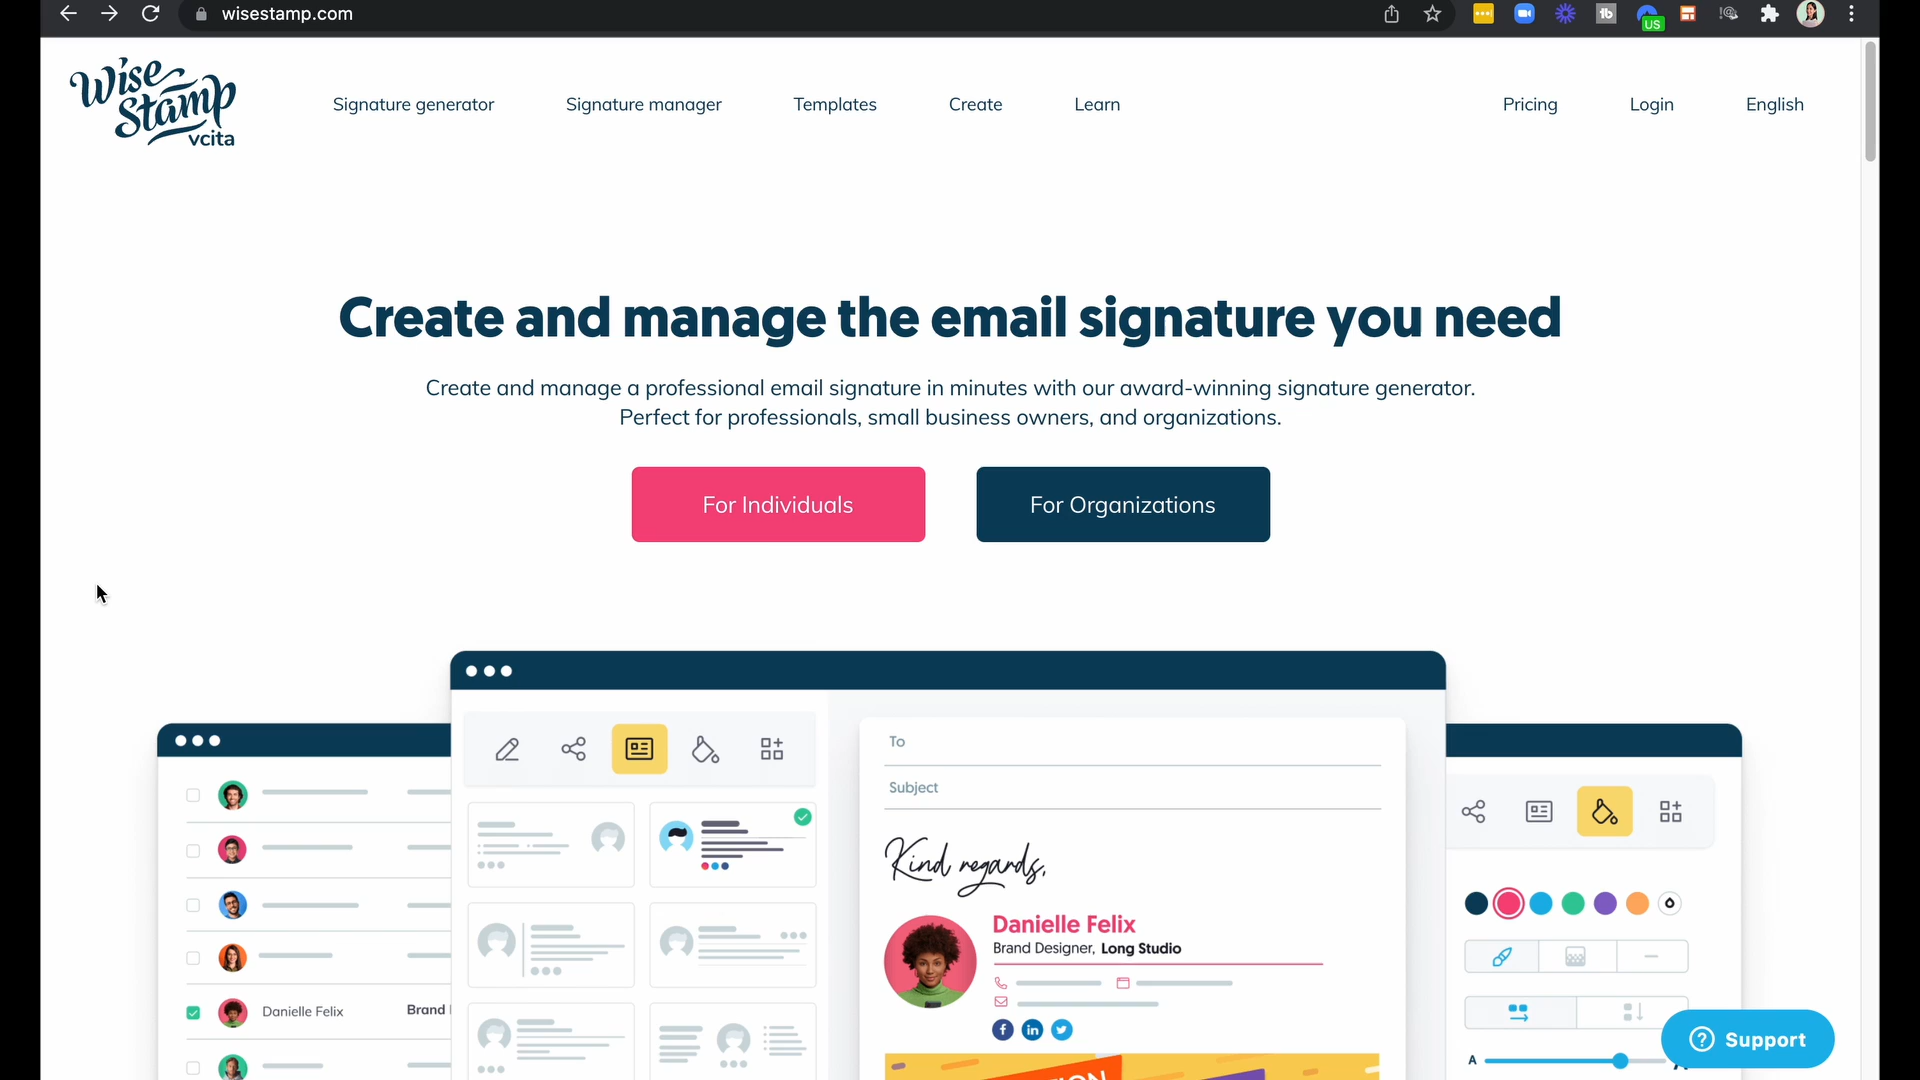 wisestamp.com
US
Wise Stamp
vcita
Signature generator
Signature manager
Templates
Create
Learn
Pricing
Login
English
Create and manage the email signature you need
Create and manage a professional email signature in minutes with our award-winning signature generator.
Perfect for professionals, small business owners, and organizations.
For Individuals
For Organizations
To
Subject
Kind regards,
Danielle Felix
Brand Designer, Long Studio
Danielle Felix
Brand
A
Support